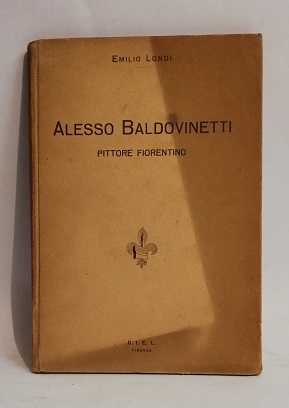 EMILIO LONDI
ALESSO BALDOVINETTI
PITTORE FIORENTINO
FIRENZE